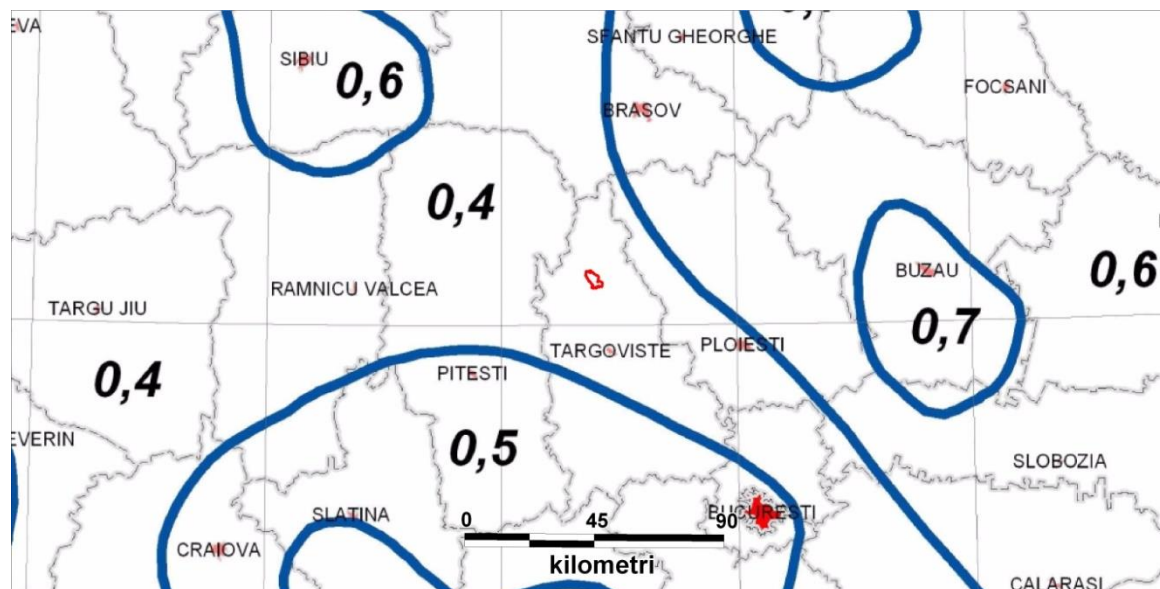 EVA
SIBIU
0,6
SFANTU GHEORGHE
BRASOV
FOCSANI
0,4
RAMNICU VALCEA
TARGU JIU
0,4
BUZAU
0,7
0,6
TARGOVISTE
PLOIESTI
PITESTI
0,5
EVERIN
SLOBOZIA
SLATINA
CRAIOVA
BUCURESTI
0 45 90
kilometri
CALARASI